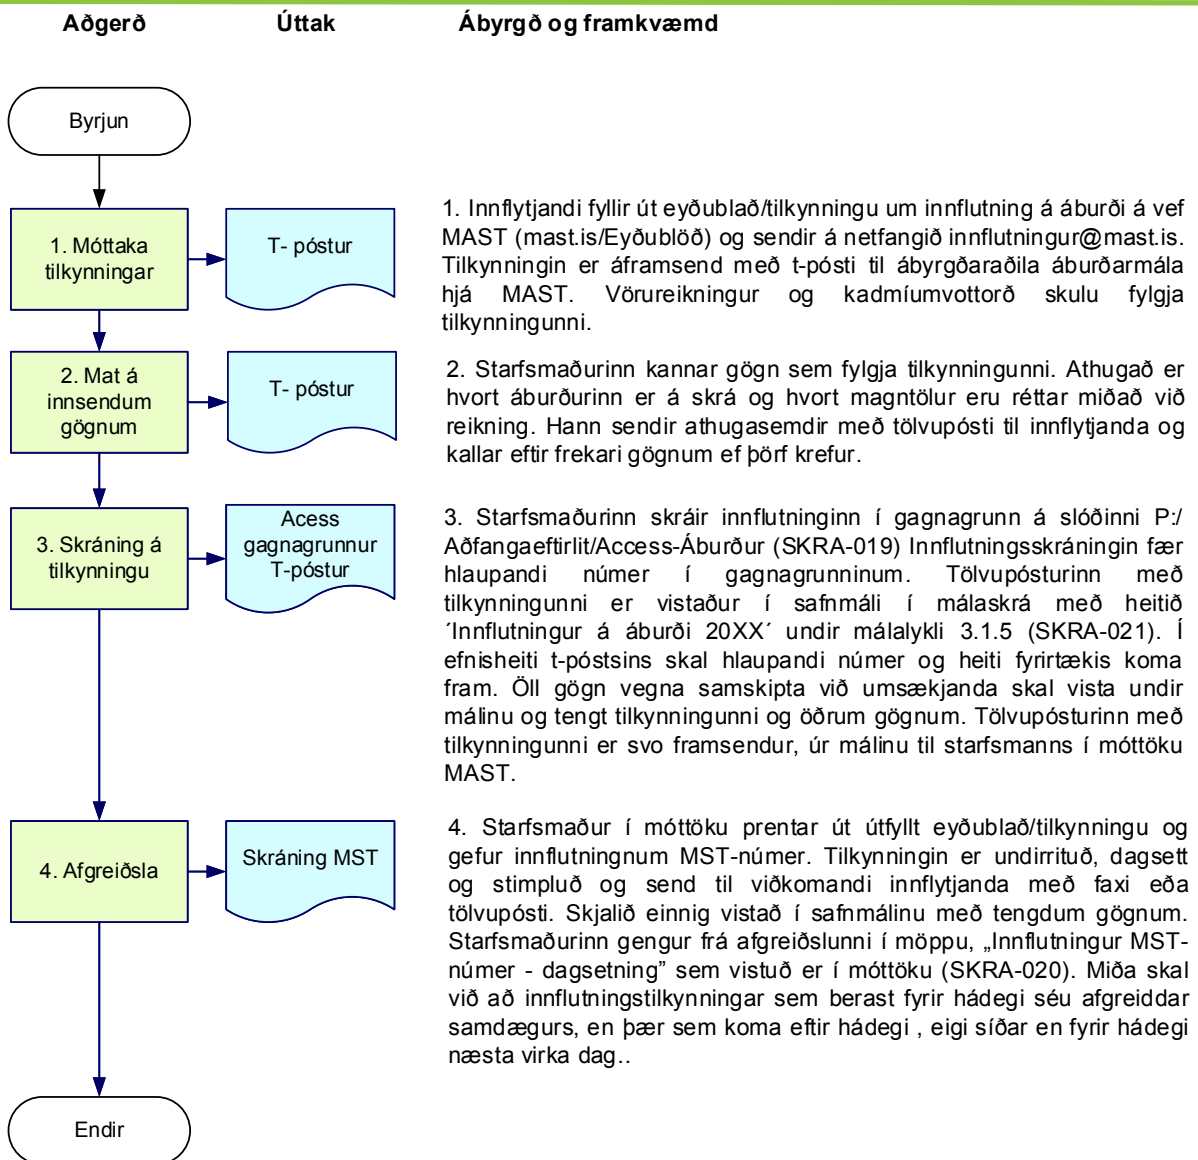 Aðgerð Úttak Ábyrgð og framkvæmd
Byrjun
1. Móttaka
tilkynningar
T- póstur
1. Innflytjandi fyllir út eyðublað/tilkynningu um innflutning á áburði á vef
MAST (mast.is/Eyðublöð) og sendir á netfangið innflutningur@mast.is.
Tilkynningin er áframsend með t-pósti til ábyrgðaraðila áburðarmála
hjá MAST. Vörureikningur og kadmíumvottorð skulu fylgja
tilkynningunni.
2. Mat á
innsendum
gögnum
T- póstur
2. Starfsmaðurinn kannar gögn sem fylgja tilkynningunni. Athugað er
hvort áburðurinn er á skrá og hvort magntölur eru réttar miðað við
reikning. Hann sendir athugasemdir með tölvupósti til innflytjanda og
kallar eftir frekari gögnum ef þörf krefur.
3. Skráning á
tilkynningu
Acess
gagnagrunnur
T-póstur
3. Starfsmaðurinn skráir innflutninginn í gagnagrunn á slóðinni P:/
Aðfangaeftirlit/Access-Áburður (SKRA-019) Innflutningsskráningin fær
hlaupandi númer í gagnagrunninum. Tölvupósturinn með
tilkynningunni er vistaður í safnmáli í málaskrá með heitið
´Innflutningur á áburði 20XX´ undir málalykli 3.1.5 (SKRA-021). Í
efnisheiti t-póstsins skal hlaupandi númer og heiti fyrirtækis koma
fram. Öll gögn vegna samskipta við umsækjanda skal vista undir
málinu og tengt tilkynningunni og öðrum gögnum. Tölvupósturinn með
tilkynningunni er svo framsendur, úr málinu til starfsmanns í móttöku
MAST.
4. Afgreiðsla
Skráning MST
4. Starfsmaður í móttöku prentar út útfyllt eyðublað/tilkynningu og
gefur innflutningnum MST-númer. Tilkynningin er undirrituð, dagsett
og stimpluð og send til viðkomandi innflytjanda með faxi eða
tölvupósti. Skjalið einnig vistað í safnmálinu með tengdum gögnum.
Starfsmaðurinn gengur frá afgreiðslunni í möppu, „Innflutningur MST-
númer - dagsetning” sem vistuð er í móttöku (SKRA-020). Miða skal
við að innflutningstilkynningar sem berast fyrir hádegi séu afgreiddar
samdægurs, en þær sem koma eftir hádegi , eigi síðar en fyrir hádegi
næsta virka dag..
Endir